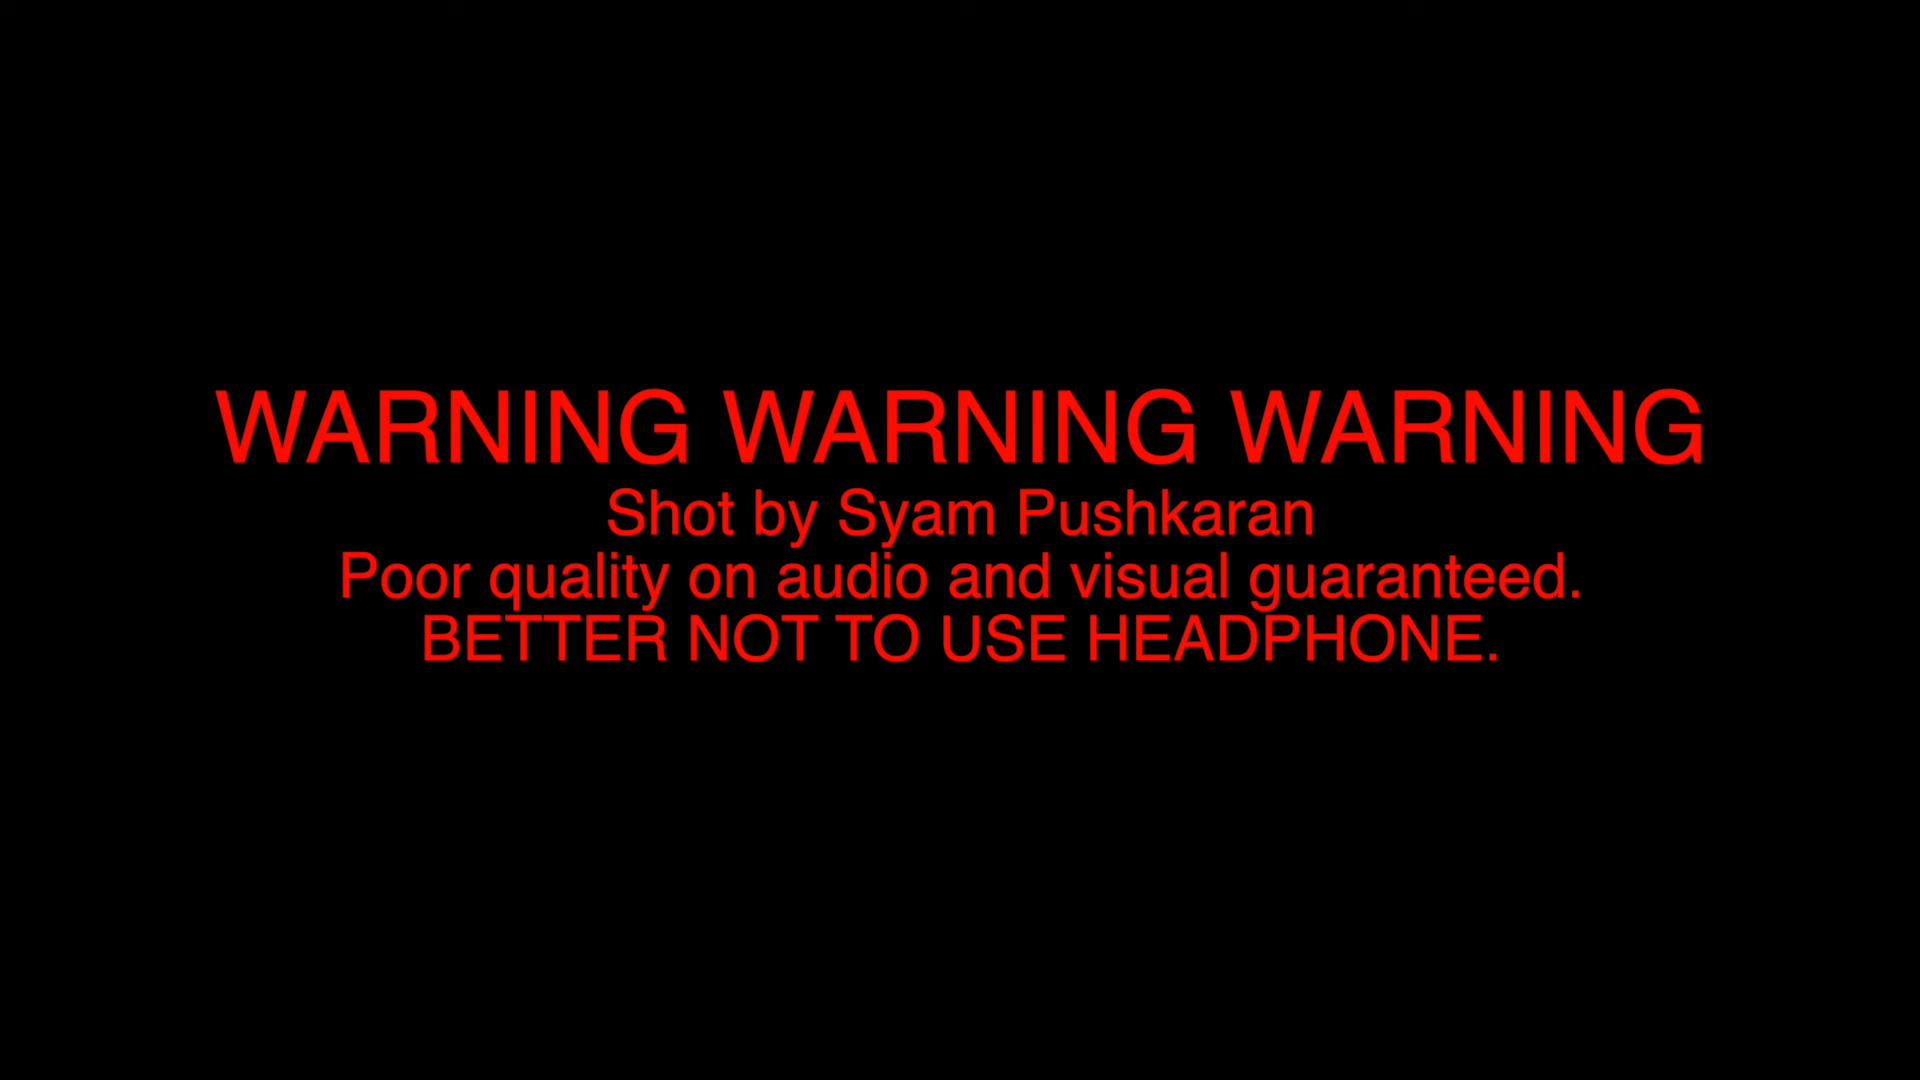 WARNING WARNING WARNING
Shot by Syam Pushkaran
Poor quality on audio and visual guaranteed.
BETTER NOT TO USE HEADPHONE.